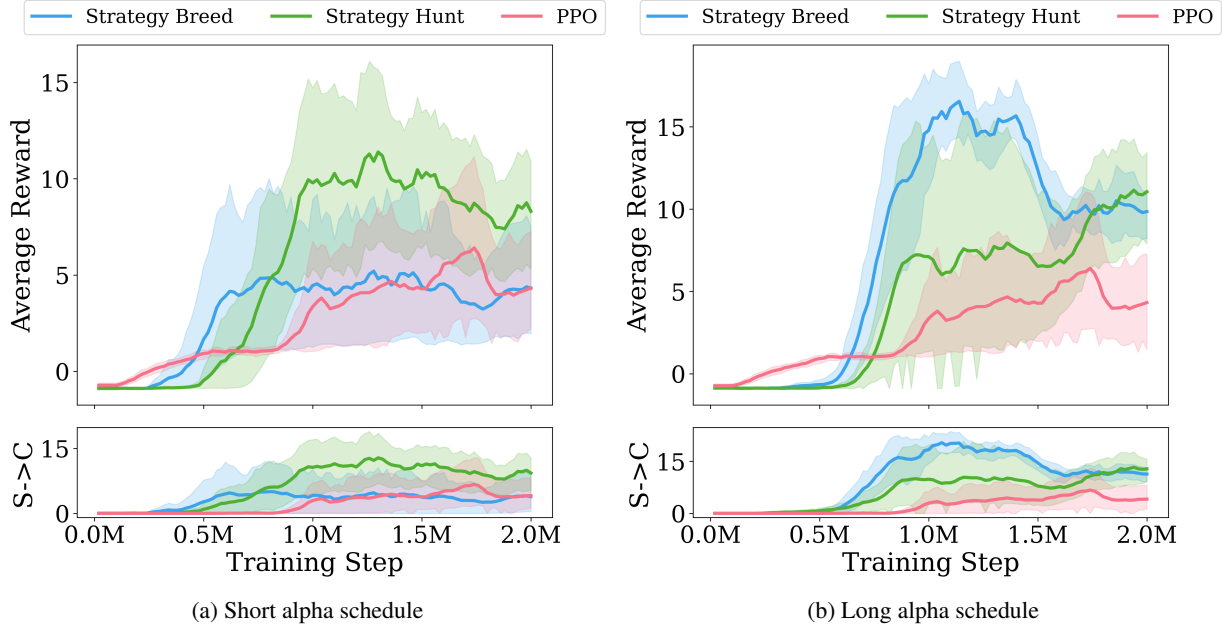 Strategy Breed Strategy Hunt PPO
Average Reward
15
10
5
0
S->C
15
0
0.0M 0.5M 1.0M 1.5M 2.0M
Training Step
(a) Short alpha schedule
Strategy Breed Strategy Hunt PPO
Average Reward
15
10
5
0
S->C
15
0
0.0M 0.5M 1.0M 1.5M 2.0M
Training Step
(b) Long alpha schedule